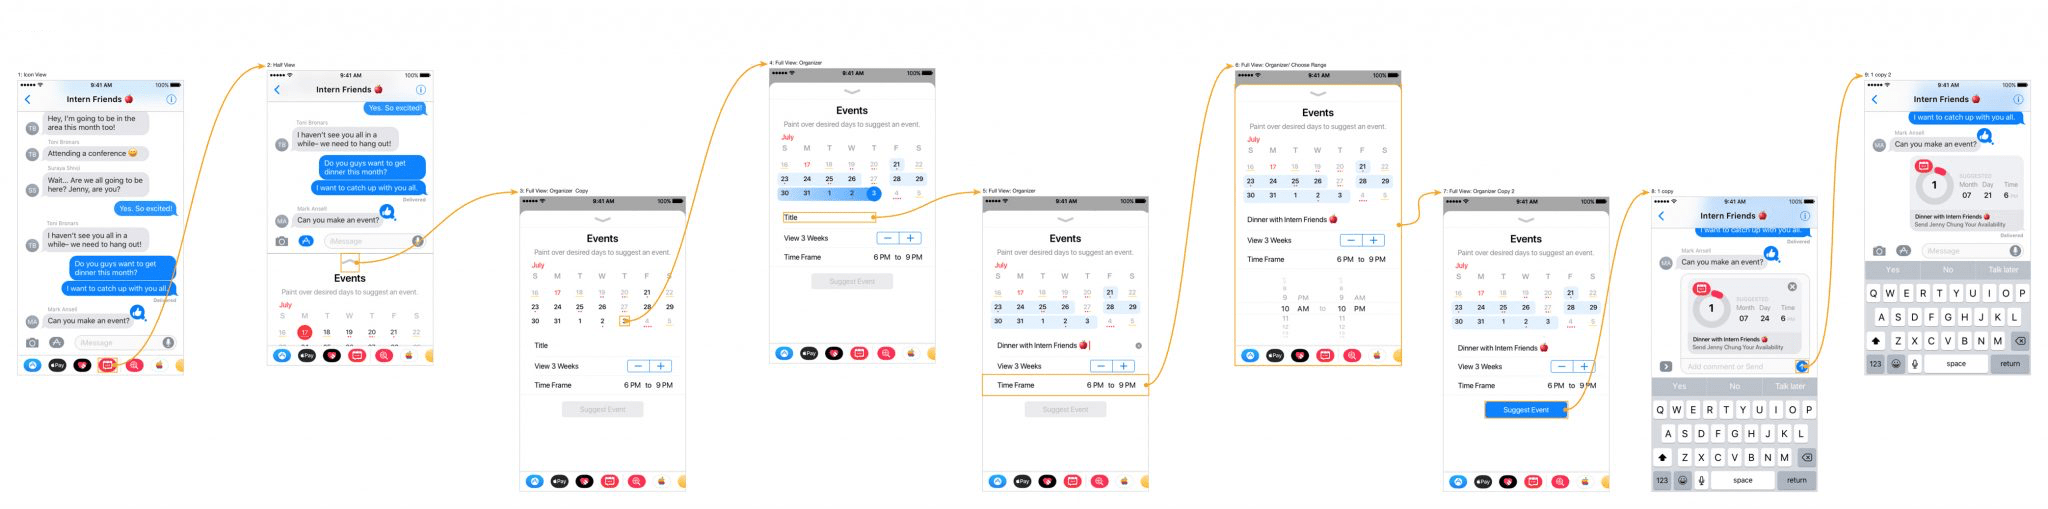 1: Icon View
9:41 AM 100%
Intern Friends
Hey, I'm going to be in the
area this month too!
TB
Attending a conference
TB
Suraya Shivji
Wait... Are we all going to be
here? Jenny, are you?
SS
Yes. So excited!
Toni Bronars
I haven't see you all in a
while– we need to hang out!
TB
Do you guys want to get
dinner this month?
I want to catch up with you all.
Delivered
Mark Ansell
Can you make an event?
MA
iMessage
Pay
2: Half View
9:41 AM 100%
Intern Friends
Yes. So excited!
Toni Bronars
I haven't see you all in a
while– we need to hang out!
TB
Do you guys want to get
dinner this month?
I want to catch up with you all.
Delivered
Mark Ansell
Can you make an event?
MA
iMessage
Events
Paint over desired days to suggest an event.
July
S M T W T F S
16 17 18 19 20 21 22
Pay
3: Full View: Organizer Copy
9:41 AM 100%
Events
Paint over desired days to suggest an event.
July
S M T W T F S
16 17 18 19 20 21 22
23 24 25 26 27 28 29
30 31 1 2 3 4 5
Title
View 3 Weeks
Time Frame 6 PM to 9 PM
Suggest Event
Pay
4: Full View: Organizer
9:41 AM 100%
Events
Paint over desired days to suggest an event.
July
S M T W T F S
16 17 18 19 20 21 22
23 24 25 26 27 28 29
30 31 1 2 3 4 5
Title
View 3 Weeks
Time Frame 6 PM to 9 PM
Suggest Event
Pay
5: Full View: Organizer
9:41 AM 100%
Events
Paint over desired days to suggest an event.
July
S M T W T F S
16 17 18 19 20 21 22
23 24 25 26 27 28 29
30 31 1 2 3 4 5
Dinner with Intern Friends
View 3 Weeks
Time Frame 6 PM to 9 PM
Suggest Event
Pay
6: Full View: Organizer/ Choose Range
9:41 AM 100%
Events
Paint over desired days to suggest an event.
July
S M T W T F S
16 17 18 19 20 21 22
23 24 25 26 27 28 29
30 31 1 2 3 4 5
Dinner with Intern Friends
View 3 Weeks
Time Frame 6 PM to 9 PM
9 PM 9 PM
10 AM to 10 AM
11 11
Pay
7: Full View: Organizer Copy 2
9:41 AM 100%
Events
Paint over desired days to suggest an event.
July
S M T W T F S
16 17 18 19 20 21 22
23 24 25 26 27 28 29
30 31 1 2 3 4 5
Dinner with Intern Friends
View 3 Weeks
Time Frame 6 PM to 9 PM
Suggest Event
Pay
8: 1 copy
9:41 AM 100%
Intern Friends
I want to catch up with you all.
Delivered
Mark Ansell
Can you make an event?
MA
1
SUGGESTED
Month Day Time
07 24 6 PM
Dinner with Intern Friends
Send Jenny Chung Your Availability
Add comment or Send
Yes No Talk later
Q W E R T Y U I O P
A S D F G H J K L
Z X C V B N M
123 space return
9: 1 copy 2
9:41 AM 100%
Intern Friends
I want to catch up with you all.
Delivered
Mark Ansell
Can you make an event?
MA
1
SUGGESTED
Month Day Time
07 21 6 PM
Dinner with Intern Friends
Send Jenny Chung Your Availability
Delivered
iMessage
Yes No Talk later
Q W E R T Y U I O P
A S D F G H J K L
Z X C V B N M
123 space return